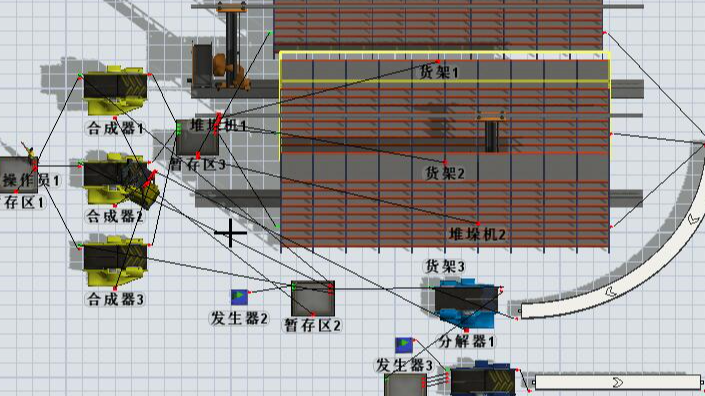 货架1
合成器1
堆垛机1
暂存区3
货架2
操作员1
存区1
合成器2
堆垛机2
货架3
合成器3
发生器2
暂存区2
分解器1
发生器3